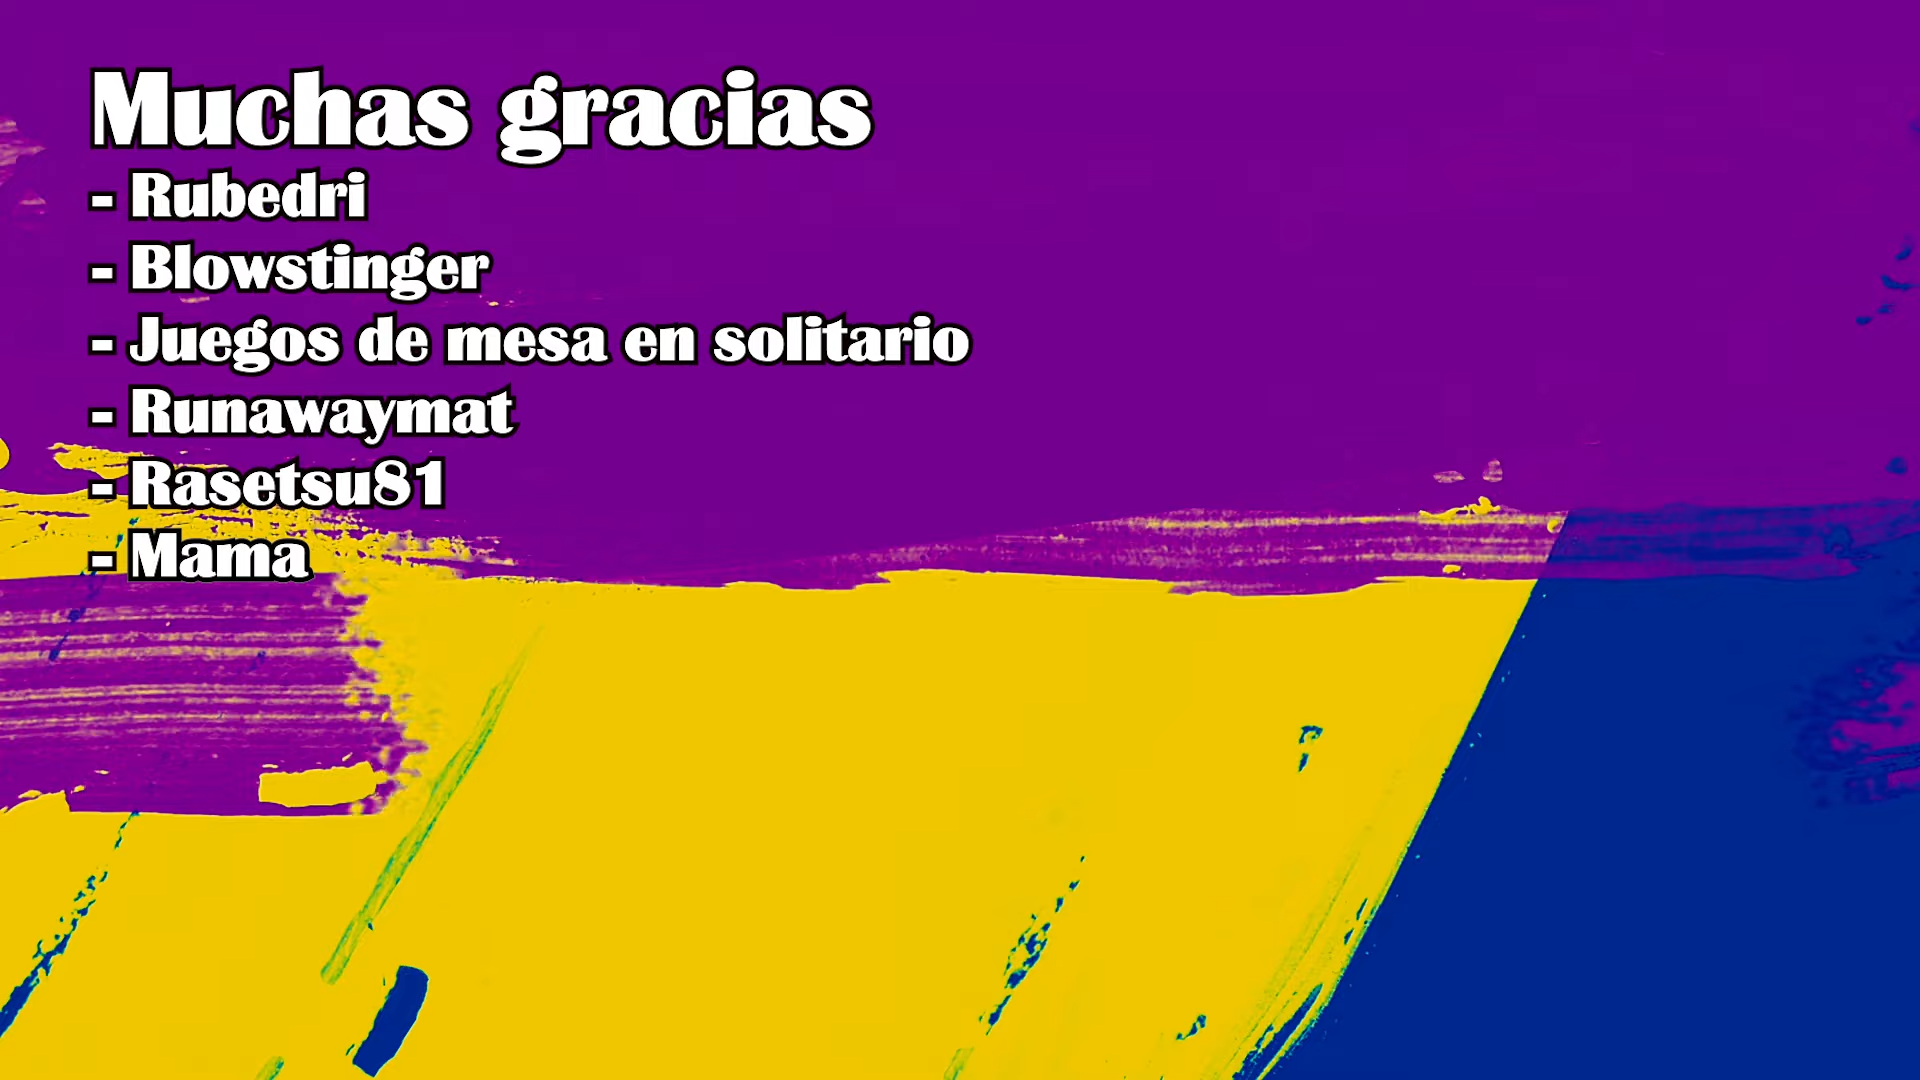 Muchas gracias
- Rubedri
- Blowstinger
- Juegos de mesa en solitario
- Runawaymat
- Rasetsu81
- Mama